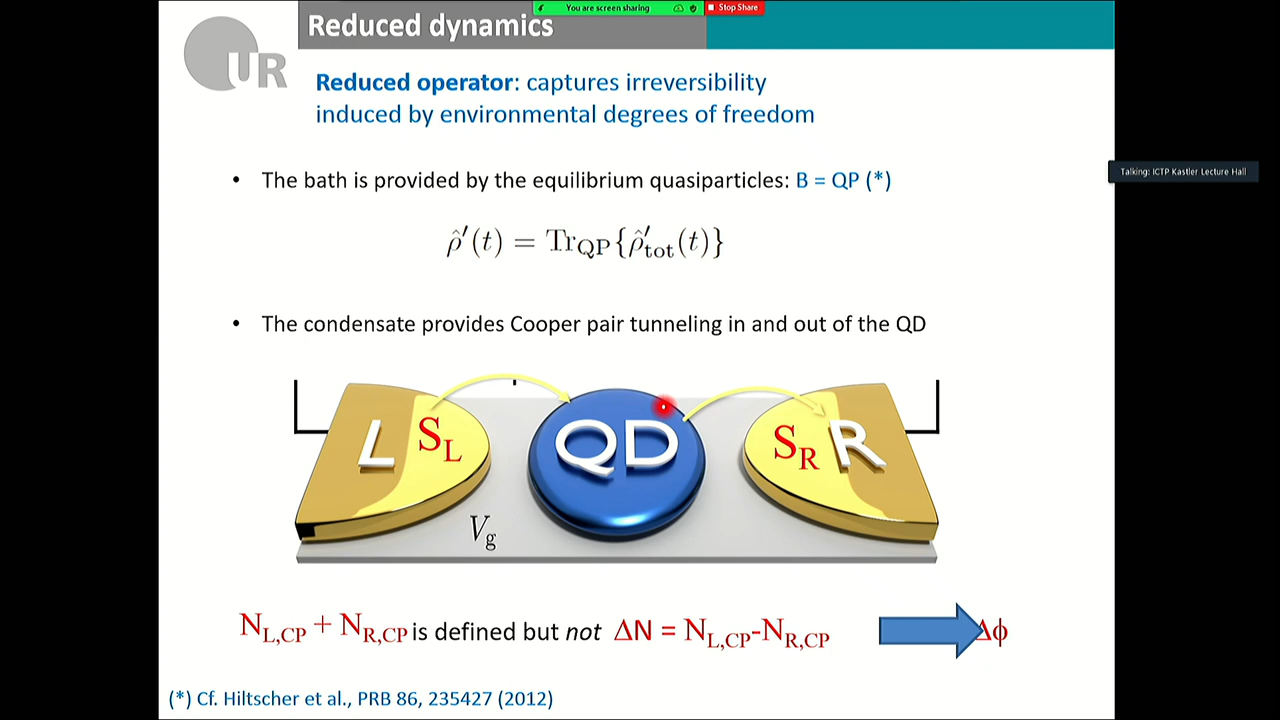 You are screen sharing
Stop Share
Reduced dynamics
UR
Reduced operator: captures irreversibility
induced by environmental degrees of freedom
• The bath is provided by the equilibrium quasiparticles: B = QP (*)
Talking: ICTP Kastler Lecture Hall
ρ̂′(t) = Tr_QP{ρ̂′_tot(t)}
• The condensate provides Cooper pair tunneling in and out of the QD
L S_L QD S_R R
V_g
N_L,CP + N_R,CP is defined but not ΔN = N_L,CP-N_R,CP Δϕ
(*) Cf. Hiltscher et al., PRB 86, 235427 (2012)